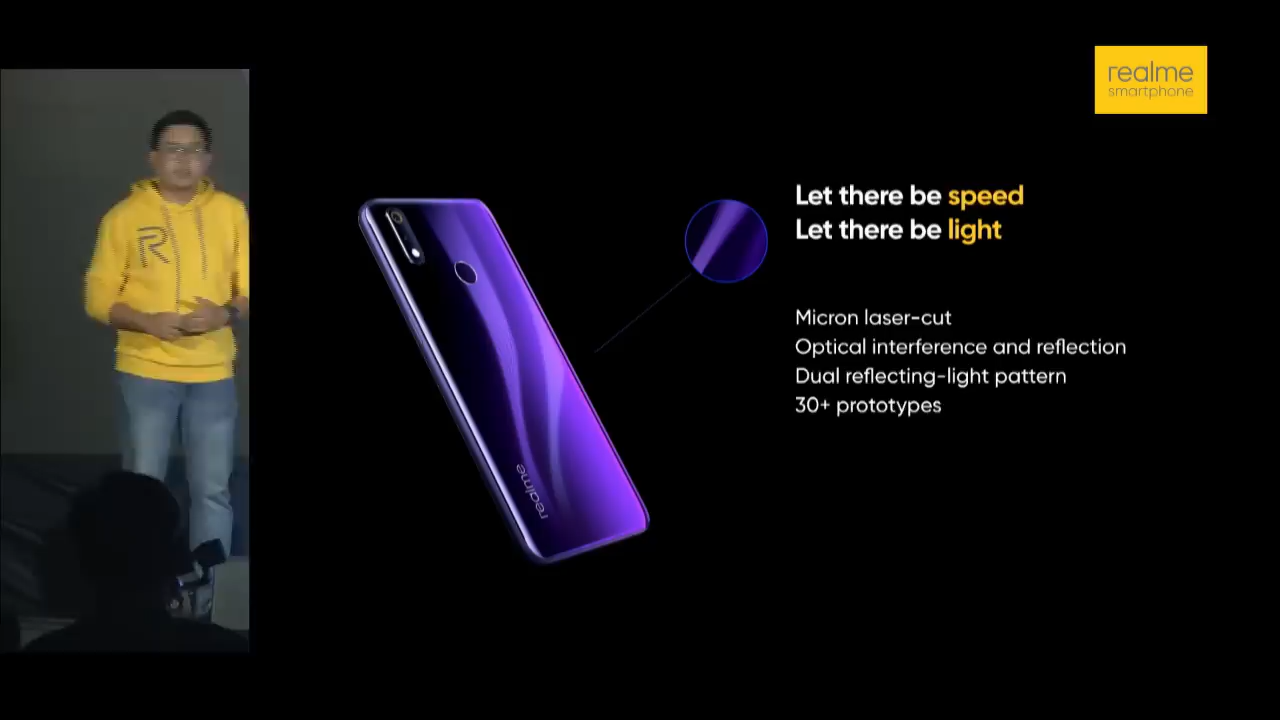 realme
smartphone
Let there be speed
Let there be light
Micron laser-cut
Optical interference and reflection
Dual reflecting-light pattern
30+ prototypes
realme
R